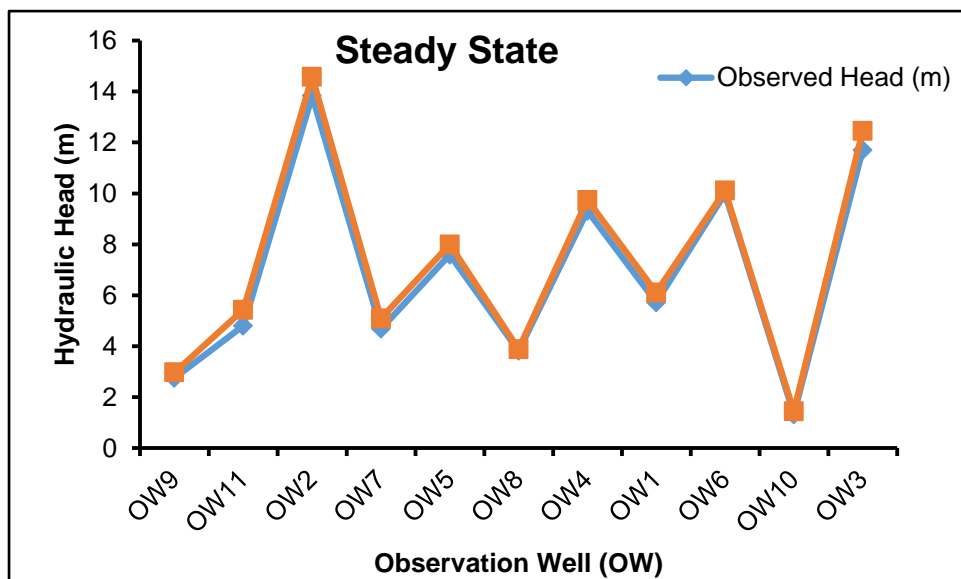 Steady State
Observed Head (m)
Hydraulic Head (m)
16
14
12
10
8
6
4
2
0
OW9
OW11
OW2
OW7
OW5
OW8
OW4
OW1
OW6
OW10
OW3
Observation Well (OW)